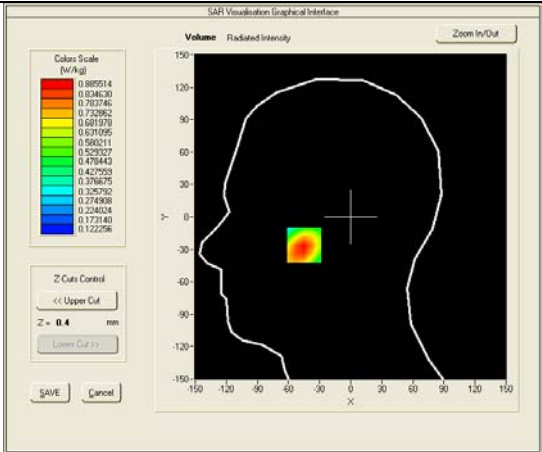 SAR Visualisation Graphical Interface
Volume Radiated Intensity
Zoom In/Out
Colors Scale
(W/kg)
0.885514
0.834630
0.783746
0.732862
0.681978
0.631095
0.580211
0.529327
0.478443
0.427559
0.376675
0.325792
0.274908
0.224024
0.173140
0.122256
Z-Cuts Control
<< Upper Cut
Z = 0.4 mm
Lower Cut >>
SAVE Cancel
150
120
90
60
30
0
-30
-60
-90
-120
-150
Y
-150 -120 -90 -60 -30 0 30 60 90 120 150
X